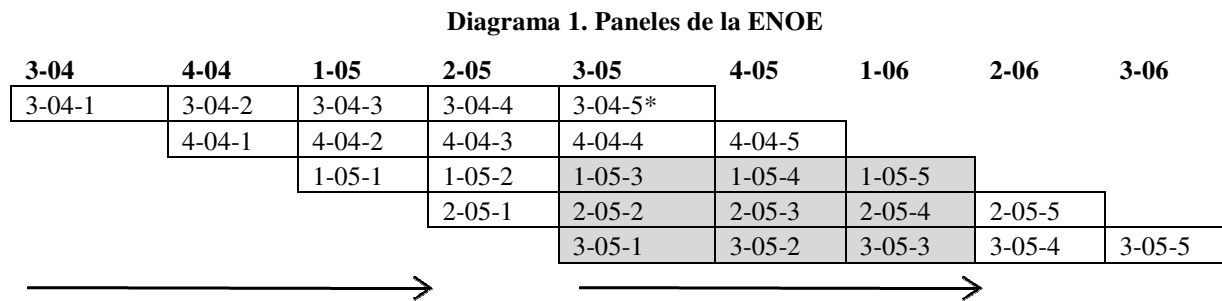 Diagrama 1. Paneles de la ENOE
3-04 4-04 1-05 2-05 3-05 4-05 1-06 2-06 3-06
3-04-1 3-04-2 3-04-3 3-04-4 3-04-5*
4-04-1 4-04-2 4-04-3 4-04-4 4-04-5
1-05-1 1-05-2 1-05-3 1-05-4 1-05-5
2-05-1 2-05-2 2-05-3 2-05-4 2-05-5
3-05-1 3-05-2 3-05-3 3-05-4 3-05-5